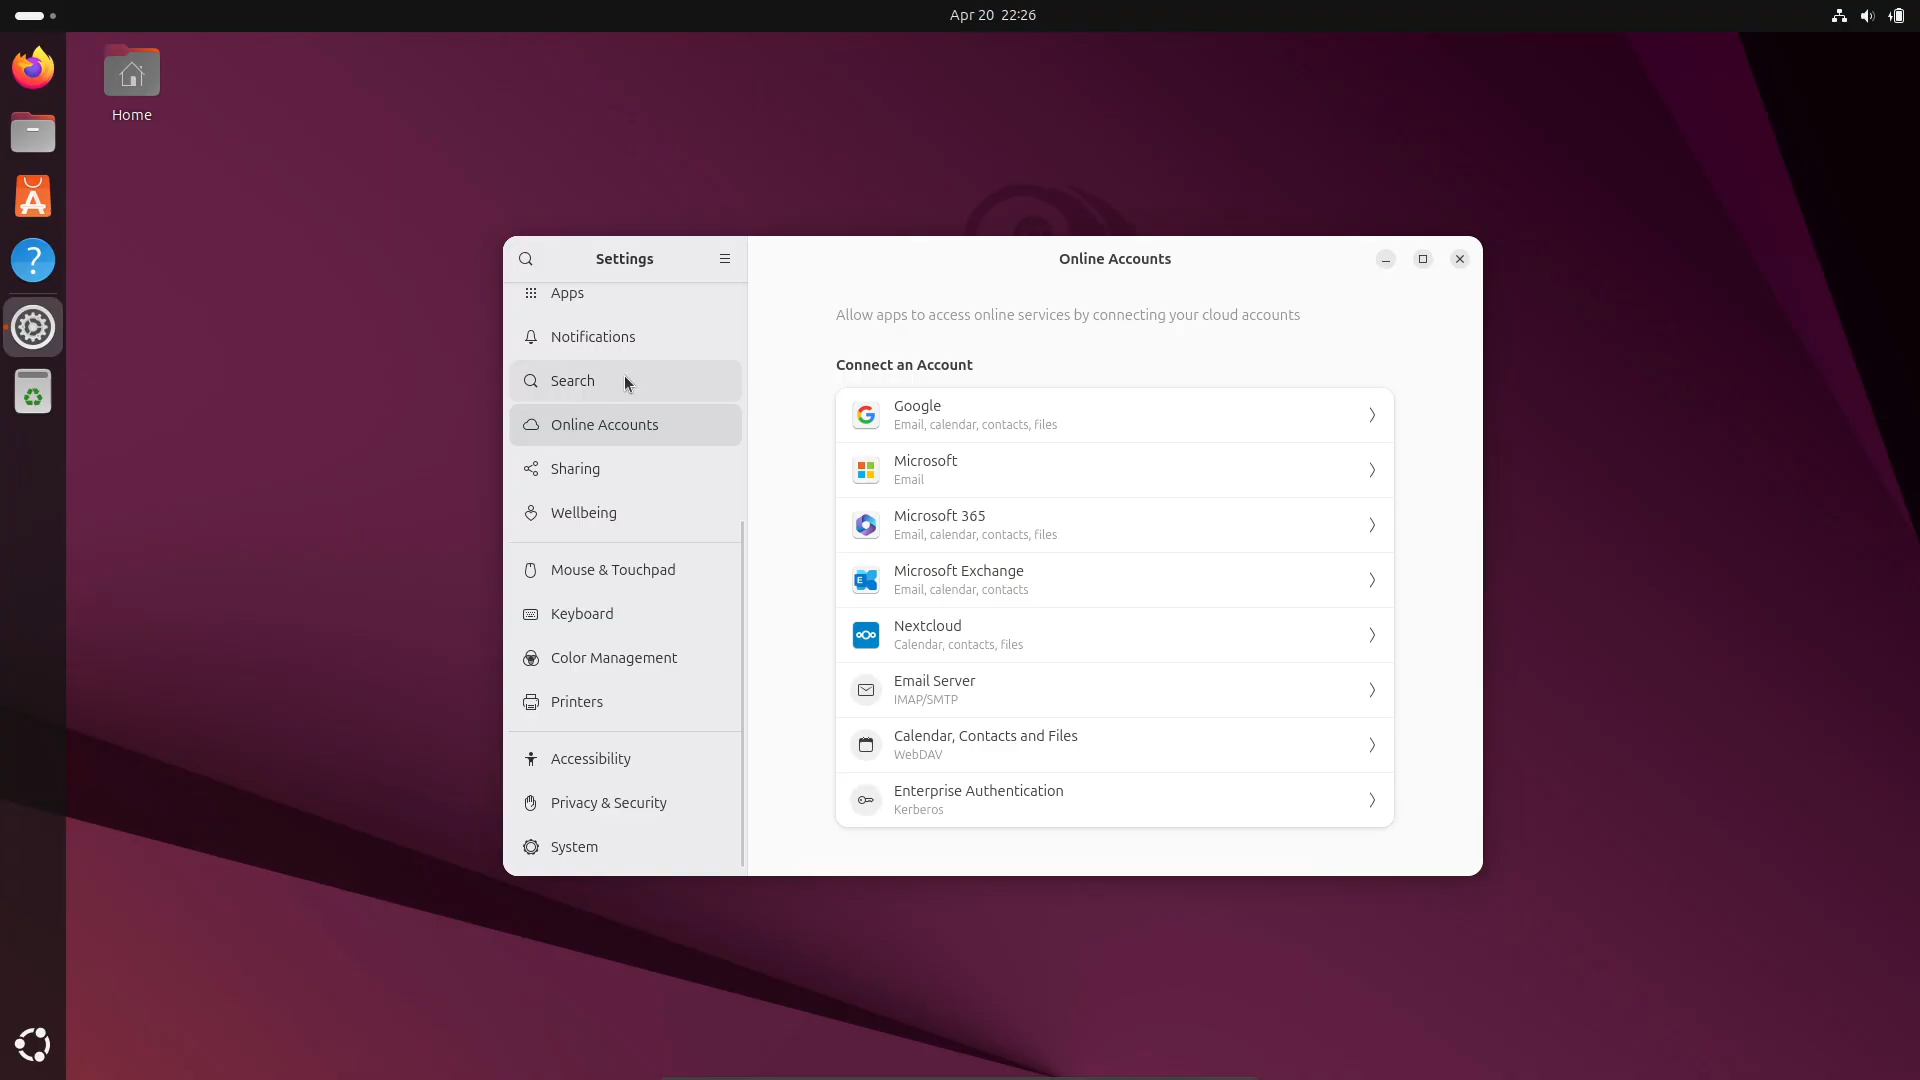 Apr 20 22:26
Home
Settings
Apps
Notifications
Search
Online Accounts
Sharing
Wellbeing
Mouse & Touchpad
Keyboard
Color Management
Printers
Accessibility
Privacy & Security
System
Online Accounts
Allow apps to access online services by connecting your cloud accounts
Connect an Account
Google
Email, calendar, contacts, files
Microsoft
Email
Microsoft 365
Email, calendar, contacts, files
Microsoft Exchange
Email, calendar, contacts
Nextcloud
Calendar, contacts, files
Email Server
IMAP/SMTP
Calendar, Contacts and Files
WebDAV
Enterprise Authentication
Kerberos